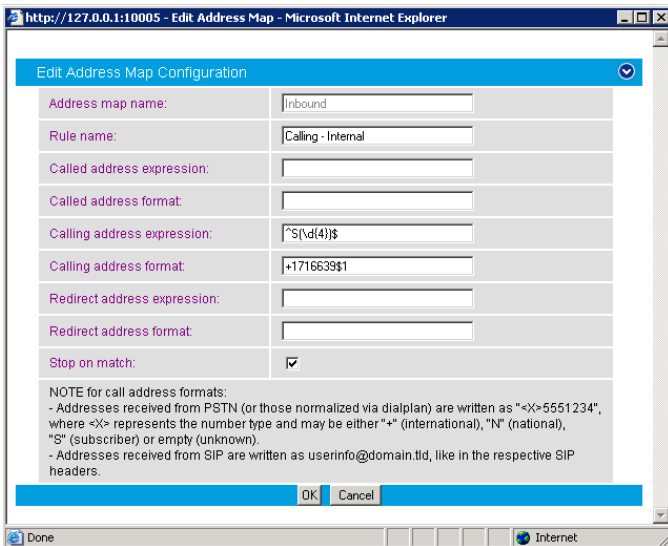 http://127.0.0.1:10005 - Edit Address Map - Microsoft Internet Explorer
Edit Address Map Configuration
Address map name: Inbound
Rule name: Calling - Internal
Called address expression:
Called address format:
Calling address expression: ^S(\d{4})$
Calling address format: +1716639$1
Redirect address expression:
Redirect address format:
Stop on match:
NOTE for call address formats:
- Addresses received from PSTN (or those normalized via dialplan) are written as "<X>5551234",
where <X> represents the number type and may be either "+" (international), "N" (national),
"S" (subscriber) or empty (unknown).
- Addresses received from SIP are written as userinfo@domain.tld, like in the respective SIP
headers.
OK Cancel
Done Internet